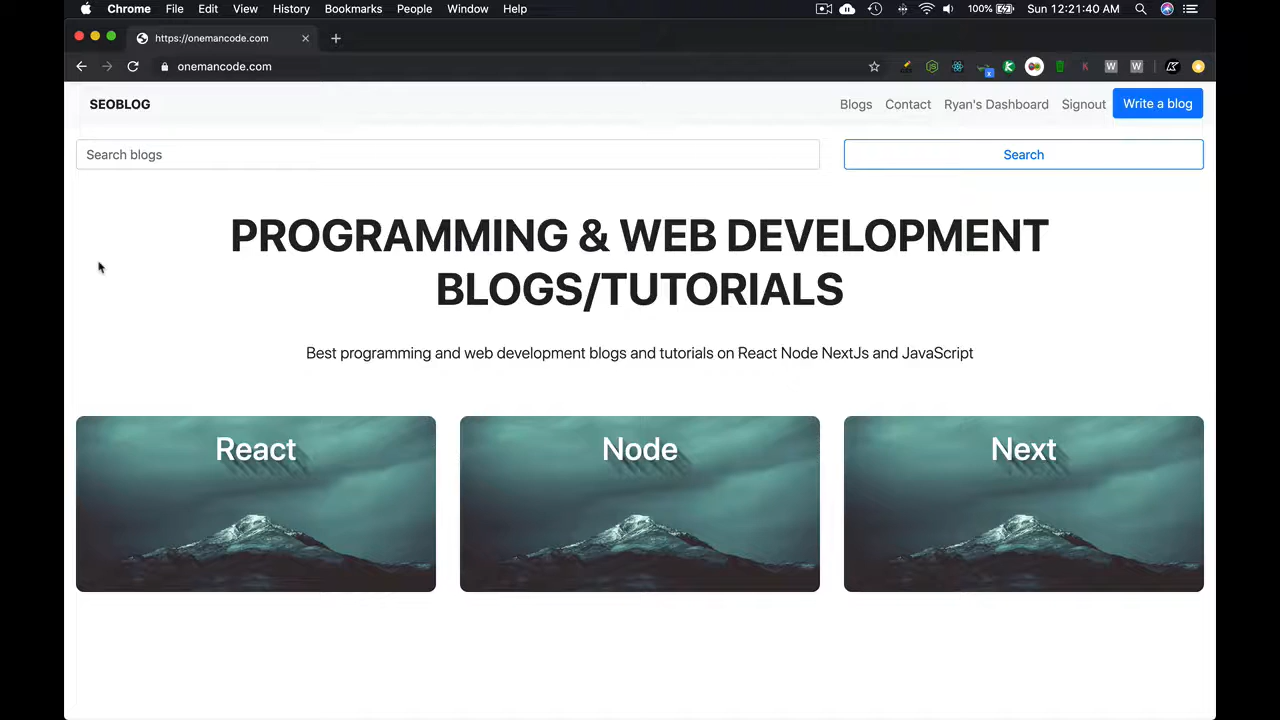 Chrome File Edit View History Bookmarks People Window Help 100% Sun 12:21:40 AM
https://onemancode.com
onemancode.com
SEOBLOG Blogs Contact Ryan's Dashboard Signout Write a blog
Search blogs Search
PROGRAMMING & WEB DEVELOPMENT
BLOGS/TUTORIALS
Best programming and web development blogs and tutorials on React Node NextJs and JavaScript
React Node Next